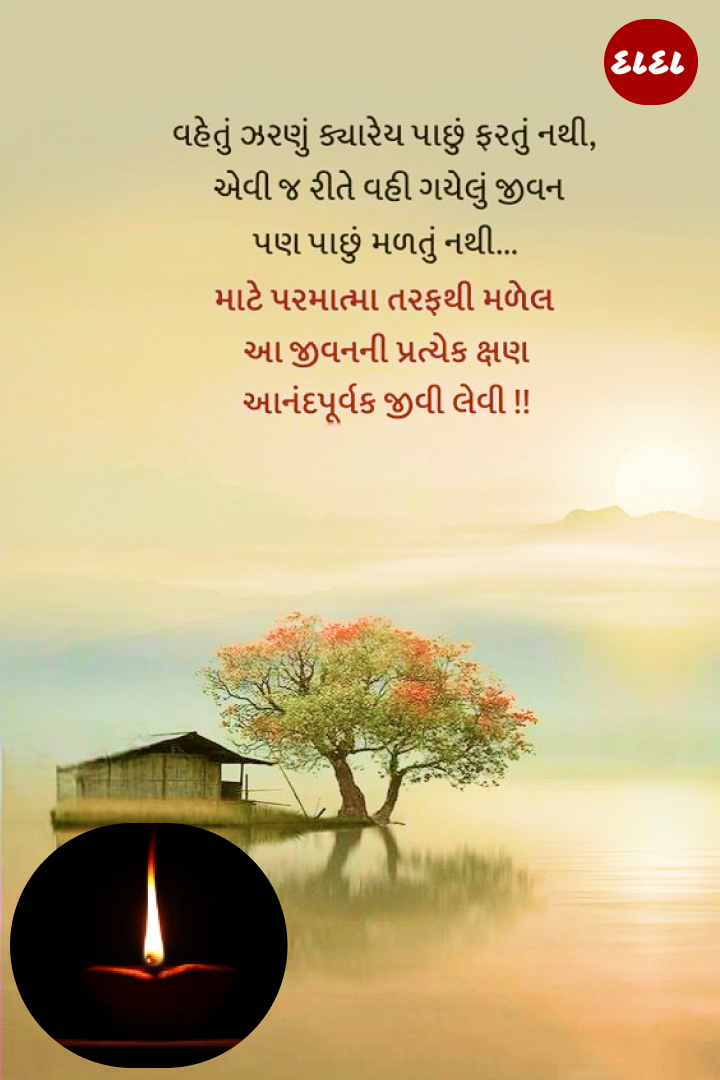 દાદા
વહેતું ઝરણું ક્યારેય પાછું ફરતું નથી,
એવી જ રીતે વહી ગયેલું જીવન
પણ પાછું મળતું નથી...
માટે પરમાત્મા તરફથી મળેલ
આ જીવનની પ્રત્યેક ક્ષણ
આનંદપૂર્વક જીવી લેવી !!